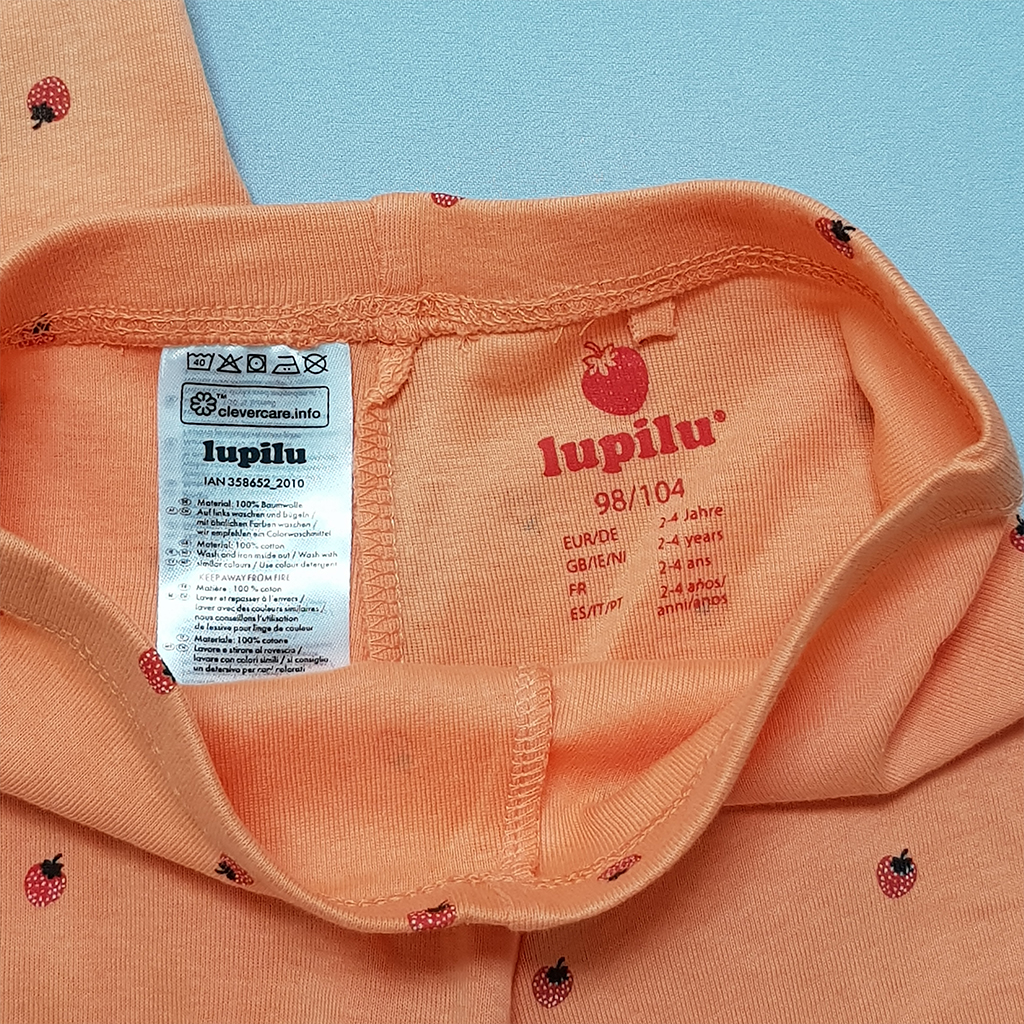 40
™
clevercare.info
lupilu
IAN 358652_2010
Material: 100% Baumwolle
Auf links waschen und bügeln /
mit ähnlichen Farben waschen /
wir empfehlen ein Colorwaschmittel
Material: 100% cotton
Wash and iron inside out / Wash with
similar colours / Use colour detergent
KEEP AWAY FROM FIRE
Matière: 100 % coton
Laver et repasser à l'envers /
laver avec des couleurs similaires /
nous conseillons l'utilisation
de lessive pour linge de couleur
Materiale: 100% cotone
Lavare e stirare al rovescio /
lavare con colori simili / si consiglia
un detersivo per capi colorati
lupilu®
98/104
EUR/DE 2-4 Jahre
GB/IE/NI 2-4 years
FR 2-4 ans
ES/IT/PT 2-4 años/
anni/anos